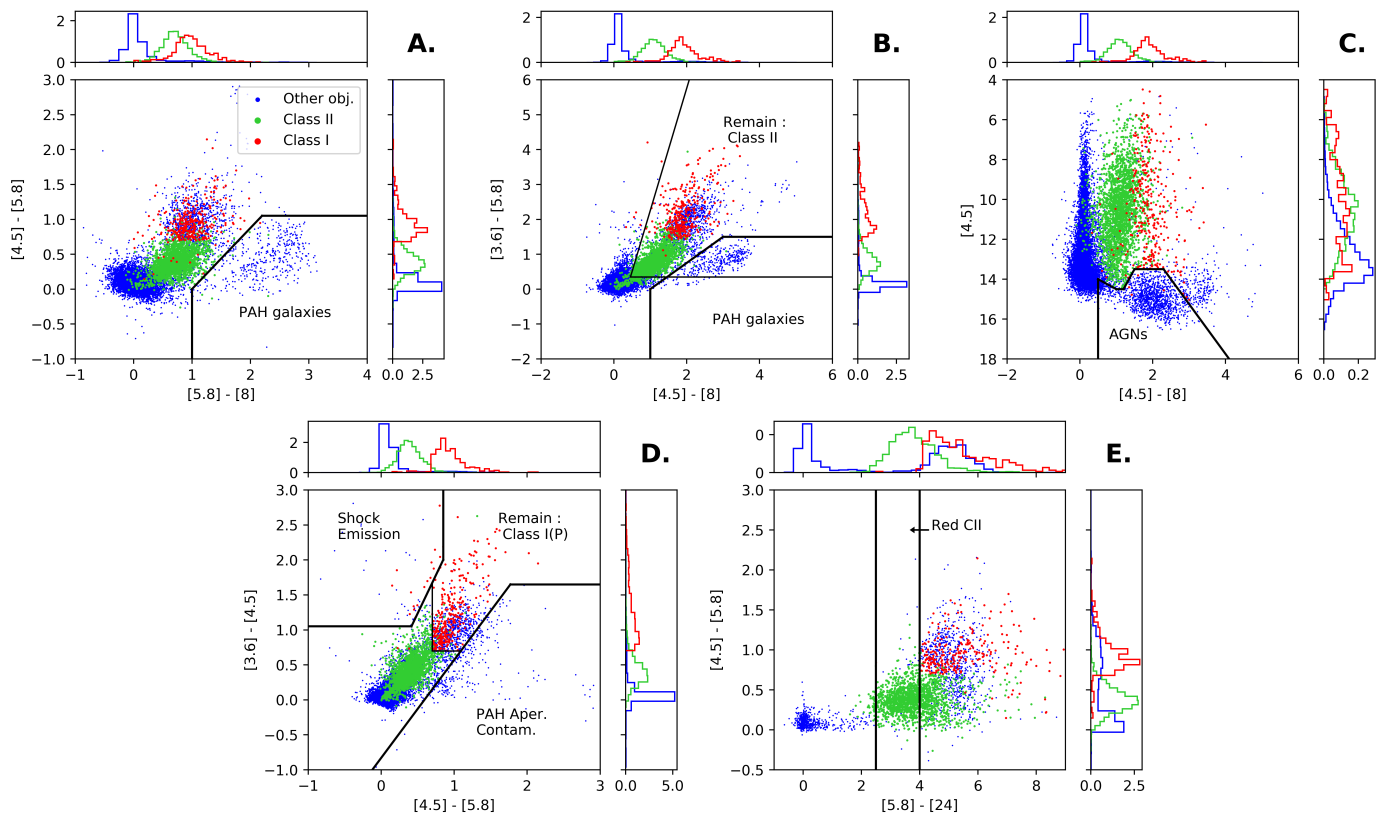 A.
2
0
3.0
2.5
2.0
1.5
1.0
0.5
0.0
−0.5
−1.0
[4.5] - [5.8]
Other obj.
Class II
Class I
PAH galaxies
−1 0 1 2 3 4
[5.8] - [8]
0.0 2.5
B.
2
0
6
5
4
3
2
1
0
−1
−2
[3.6] - [5.8]
Remain :
Class II
PAH galaxies
−2 0 2 4 6
[4.5] - [8]
0.0 2.5
C.
2
0
4
6
8
10
12
14
16
18
[4.5]
AGNs
−2 0 2 4 6
[4.5] - [8]
0.0 0.2
D.
2
0
3.0
2.5
2.0
1.5
1.0
0.5
0.0
−0.5
−1.0
[3.6] - [4.5]
Shock
Emission
Remain :
Class I(P)
PAH Aper.
Contam.
−1 0 1 2 3
[4.5] - [5.8]
0.0 5.0
E.
0
0
3.0
2.5
2.0
1.5
1.0
0.5
0.0
−0.5
[4.5] - [5.8]
Red CII
0 2 4 6 8
[5.8] - [24]
0.0 2.5